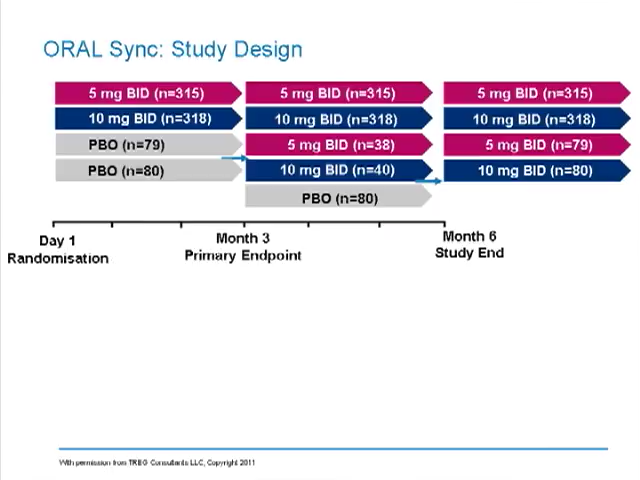 ORAL Sync: Study Design
5 mg BID (n=315)
5 mg BID (n=315)
5 mg BID (n=315)
10 mg BID (n=318)
10 mg BID (n=318)
10 mg BID (n=318)
PBO (n=79)
5 mg BID (n=38)
5 mg BID (n=79)
PBO (n=80)
10 mg BID (n=40)
10 mg BID (n=80)
PBO (n=80)
Day 1
Randomisation
Month 3
Primary Endpoint
Month 6
Study End
With permission from TREG Consultants LLC, Copyright 2011